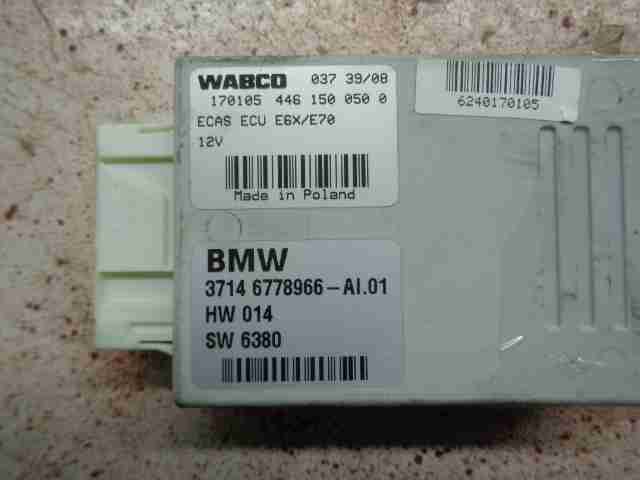 WABCO 037 39/08
170105 446 150 050 0
ECAS ECU E6X/E70
12V
Made in Poland
6240170105
BMW
3714 6778966-AI.01
HW 014
SW 6380